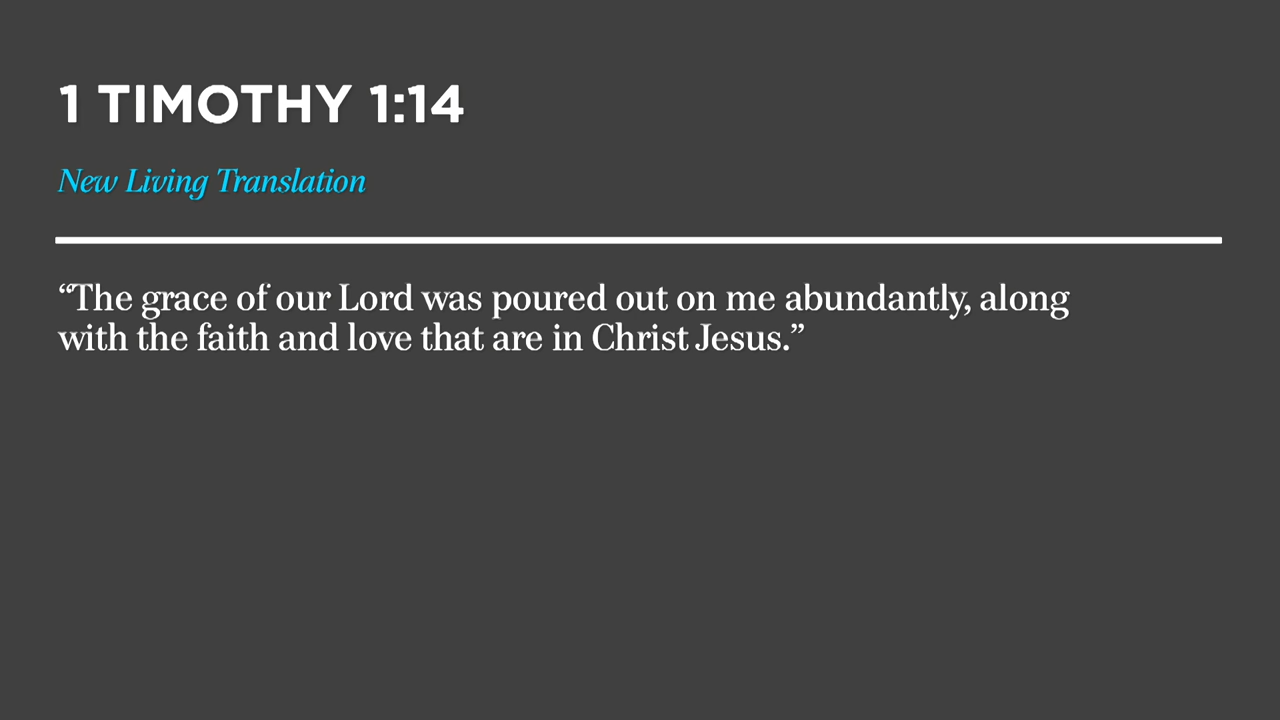 1 TIMOTHY 1:14
New Living Translation
“The grace of our Lord was poured out on me abundantly, along
with the faith and love that are in Christ Jesus.”